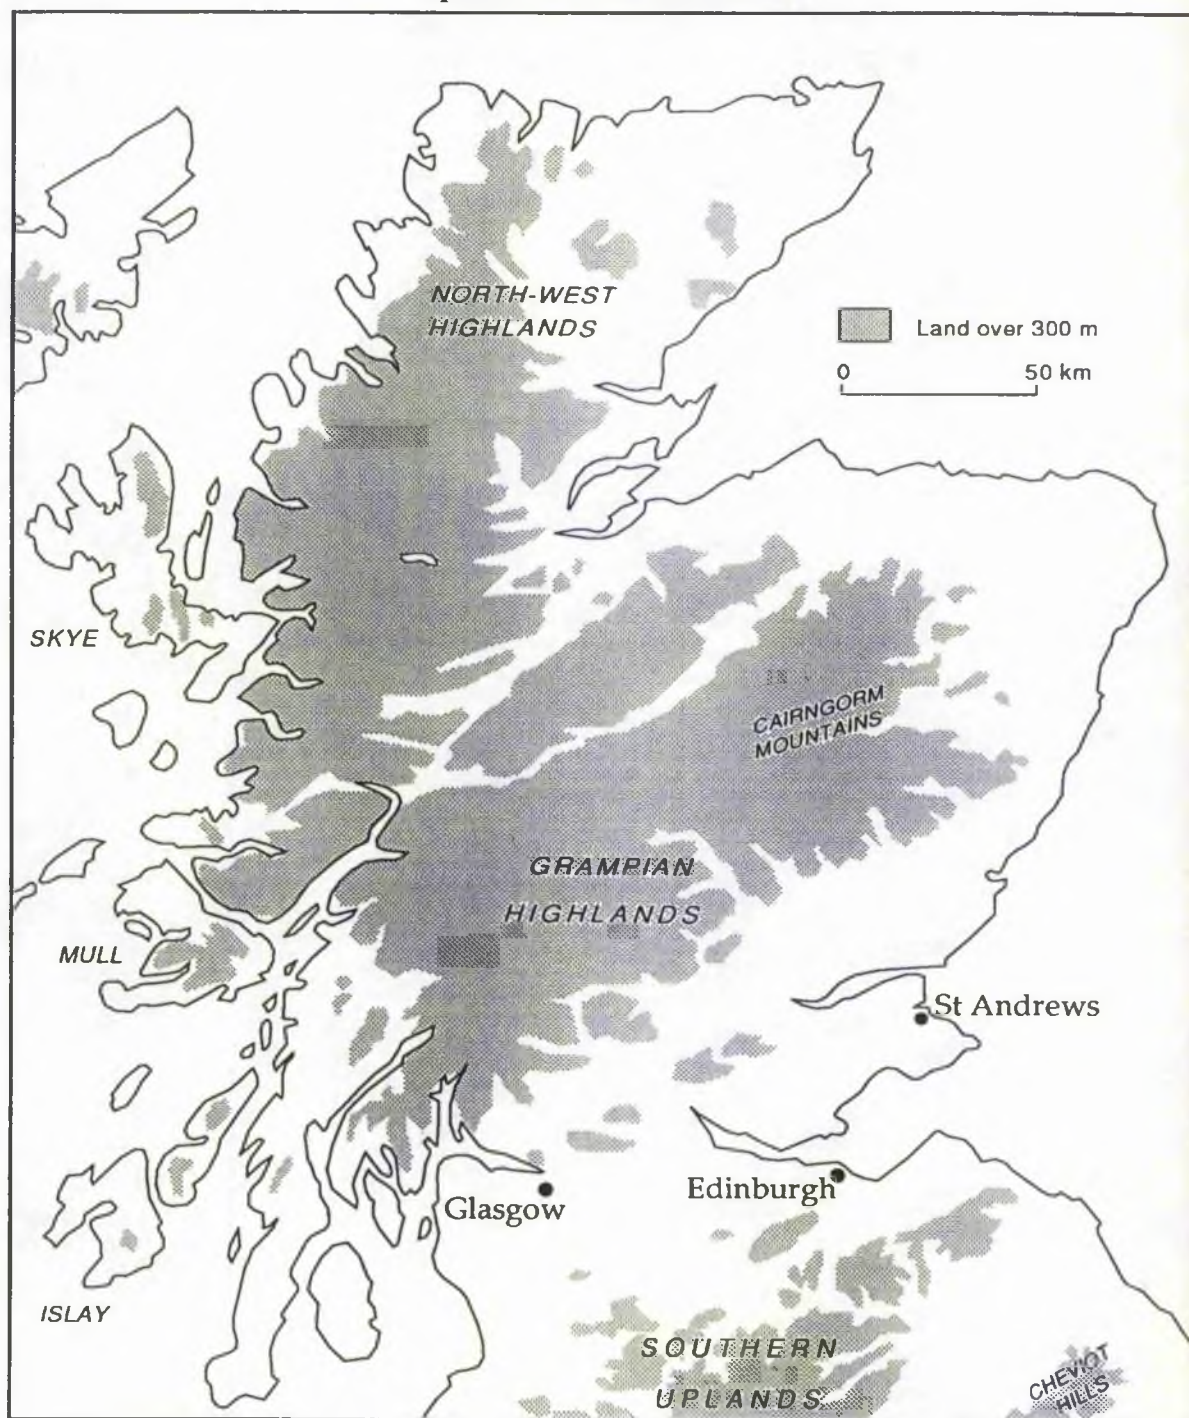 NORTH-WEST
HIGHLANDS
Land over 300 m
0 50 km
SKYE
CAIRNGORM
MOUNTAINS
GRAMPIAN
HIGHLANDS
MULL
St Andrews
Edinburgh
Glasgow
ISLAY
SOUTHERN
UPLANDS
CHEVIOT
HILLS